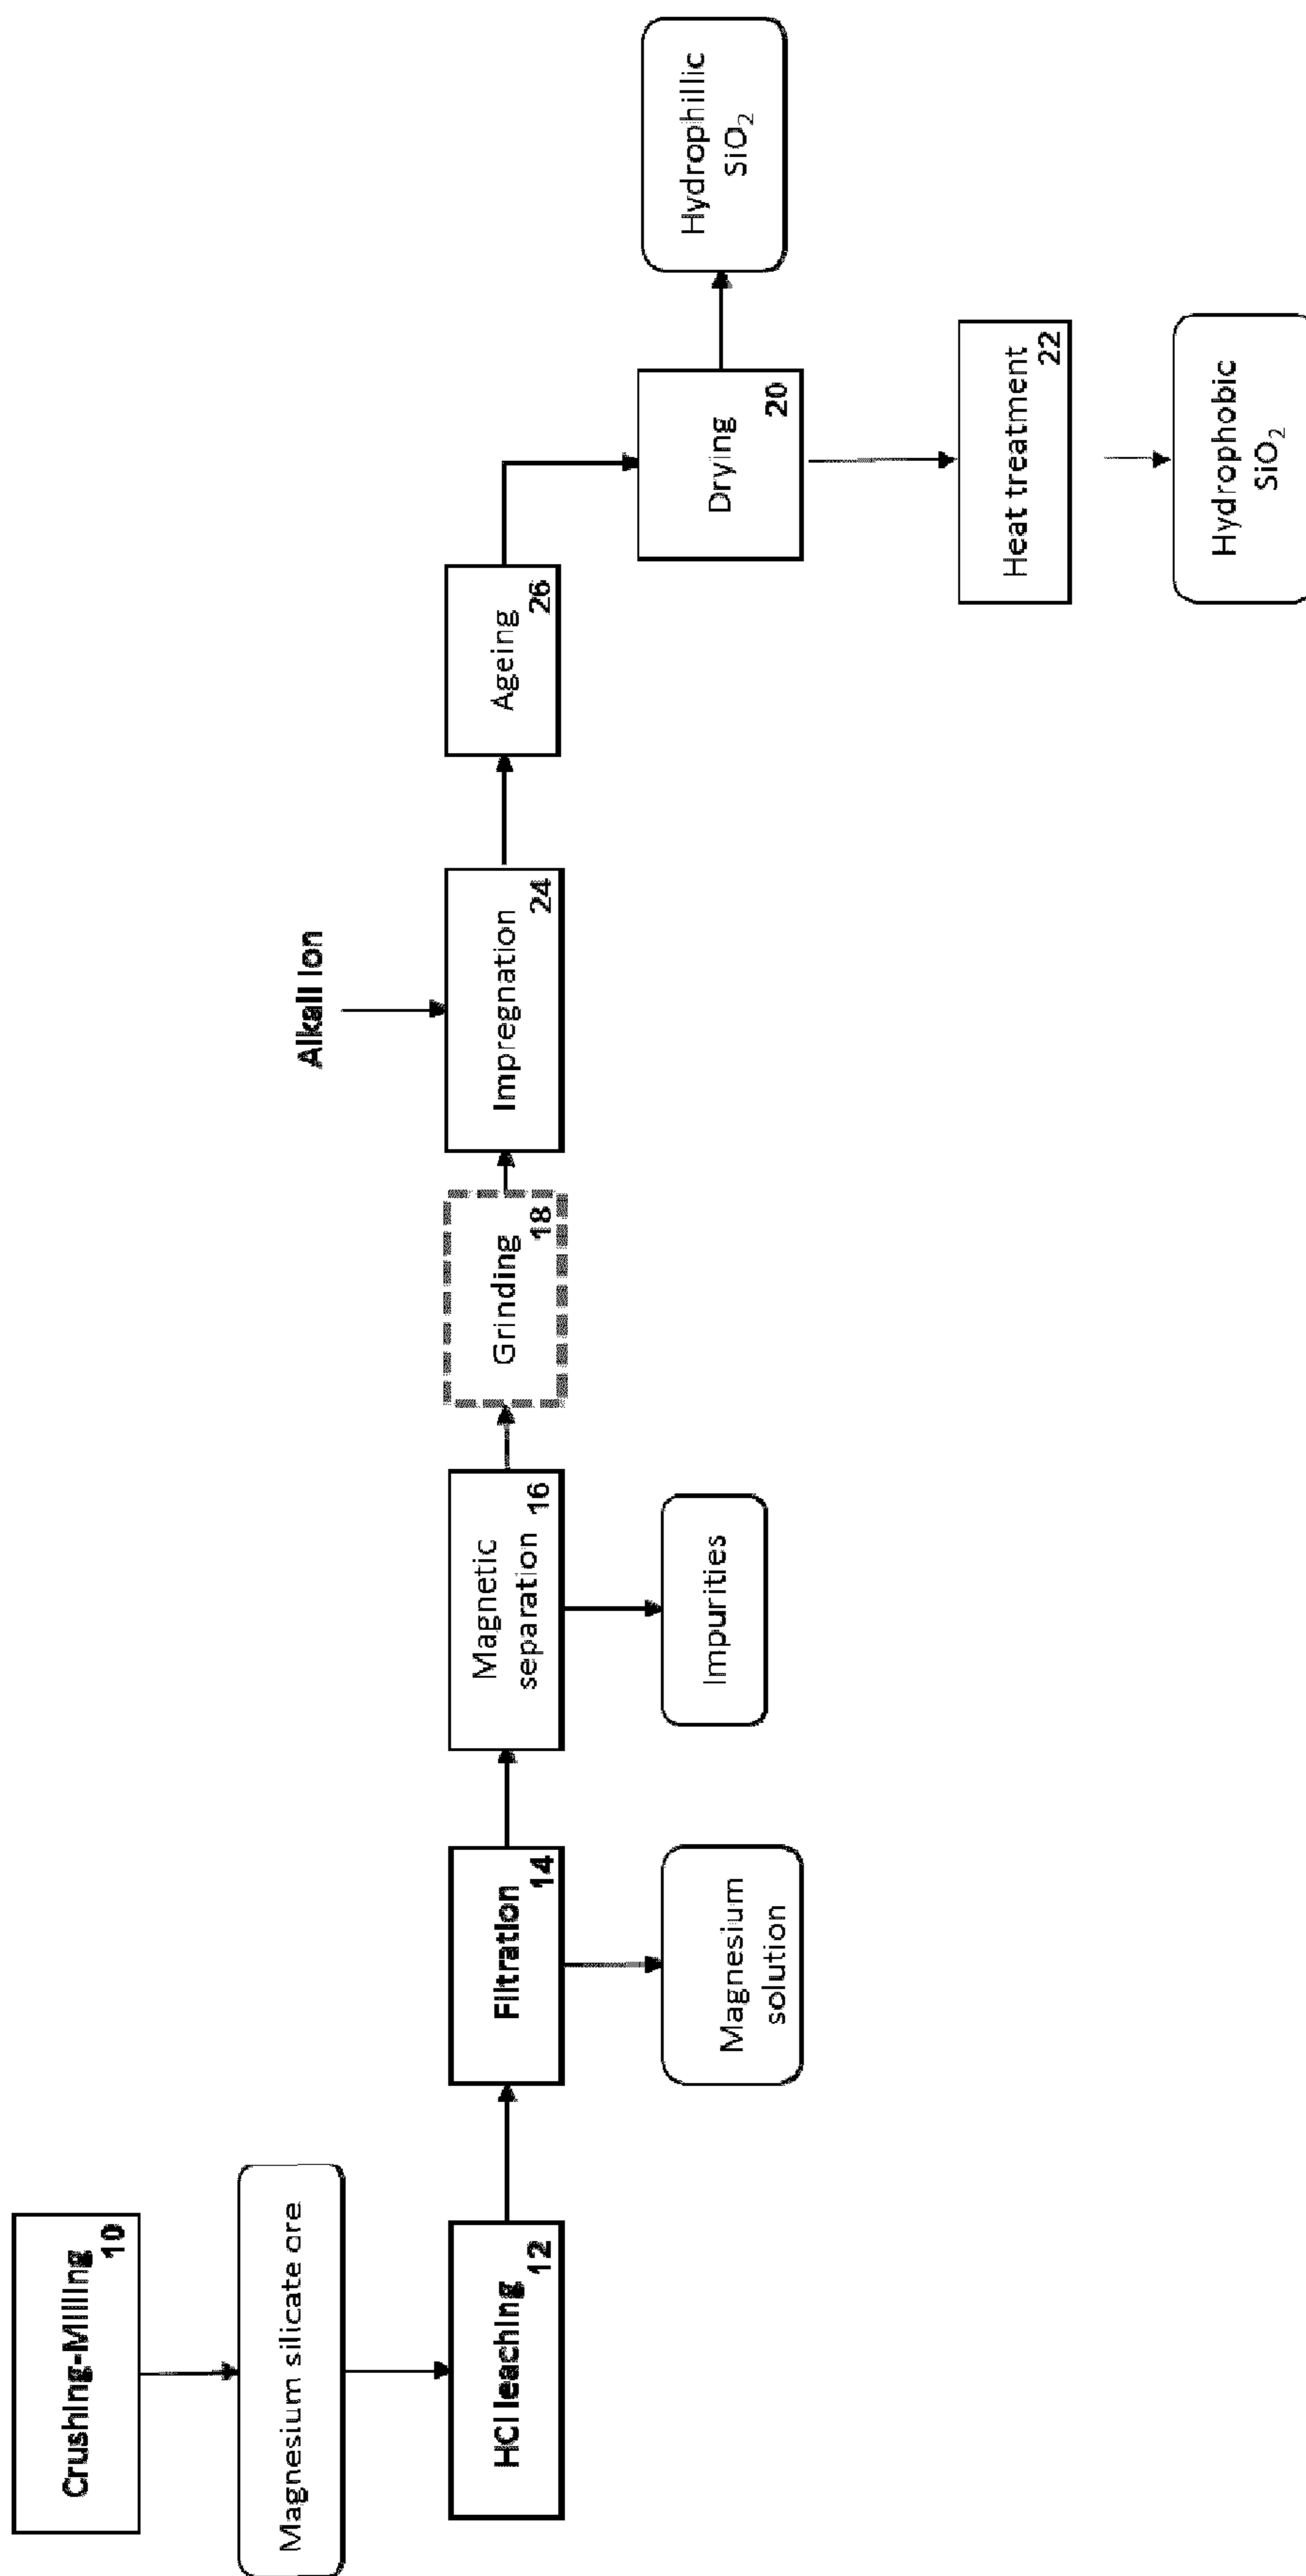 Crushing-Milling
10
Magnesium silicate ore
HCl leaching
12
Filtration
14
Magnesium
solution
Magnetic
separation
16
Impurities
Grinding
18
Alkali Ion
Impregnation
24
Ageing
26
Drying
20
Hydrophillic
SiO₂
Heat treatment
22
Hydrophobic
SiO₂